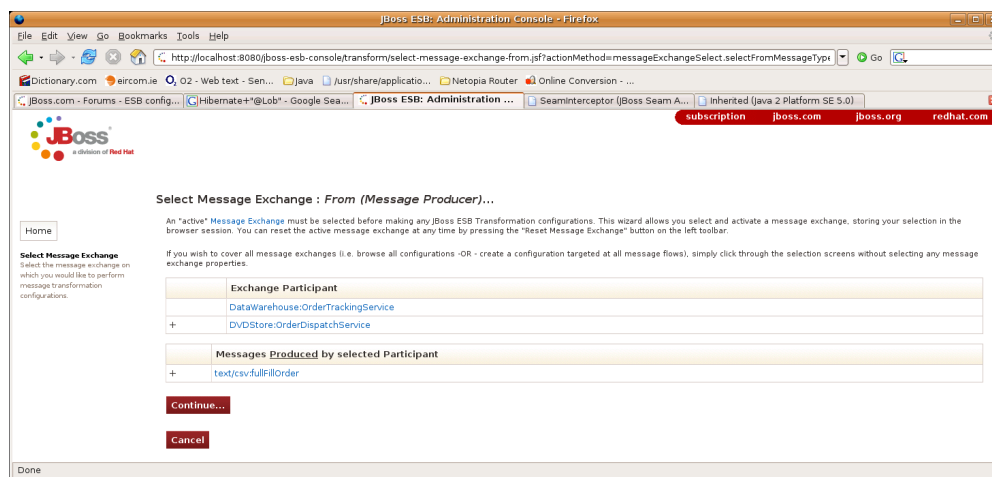 JBoss ESB: Administration Console - Firefox
File Edit View Go Bookmarks Tools Help
http://localhost:8080/jboss-esb-console/transform/select-message-exchange-from.jsf?actionMethod=messageExchangeSelect.selectFromMessageType
Go
Dictionary.com eircom.ie O2 - Web text - Sen... Java /usr/share/applicatio... Netopia Router Online Conversion - ...
JBoss.com - Forums - ESB config... Hibernate+"@Lob" - Google Sea... JBoss ESB: Administration ... SeamInterceptor (JBoss Seam A... Inherited (Java 2 Platform SE 5.0)
subscription jboss.com jboss.org redhat.com
JBoss
a division of Red Hat
Select Message Exchange : From (Message Producer)...
An "active" Message Exchange must be selected before making any JBoss ESB Transformation configurations. This wizard allows you select and activate a message exchange, storing your selection in the
browser session. You can reset the active message exchange at any time by pressing the "Reset Message Exchange" button on the left toolbar.
Home
If you wish to cover all message exchanges (i.e. browse all configurations -OR - create a configuration targeted at all message flows), simply click through the selection screens without selecting any message
exchange properties.
Select Message Exchange
Select the message exchange on
which you would like to perform
message transformation
configurations.
Exchange Participant
DataWarehouse:OrderTrackingService
+ DVDStore:OrderDispatchService
Messages Produced by selected Participant
+ text/csv:fullFillOrder
Continue...
Cancel
Done